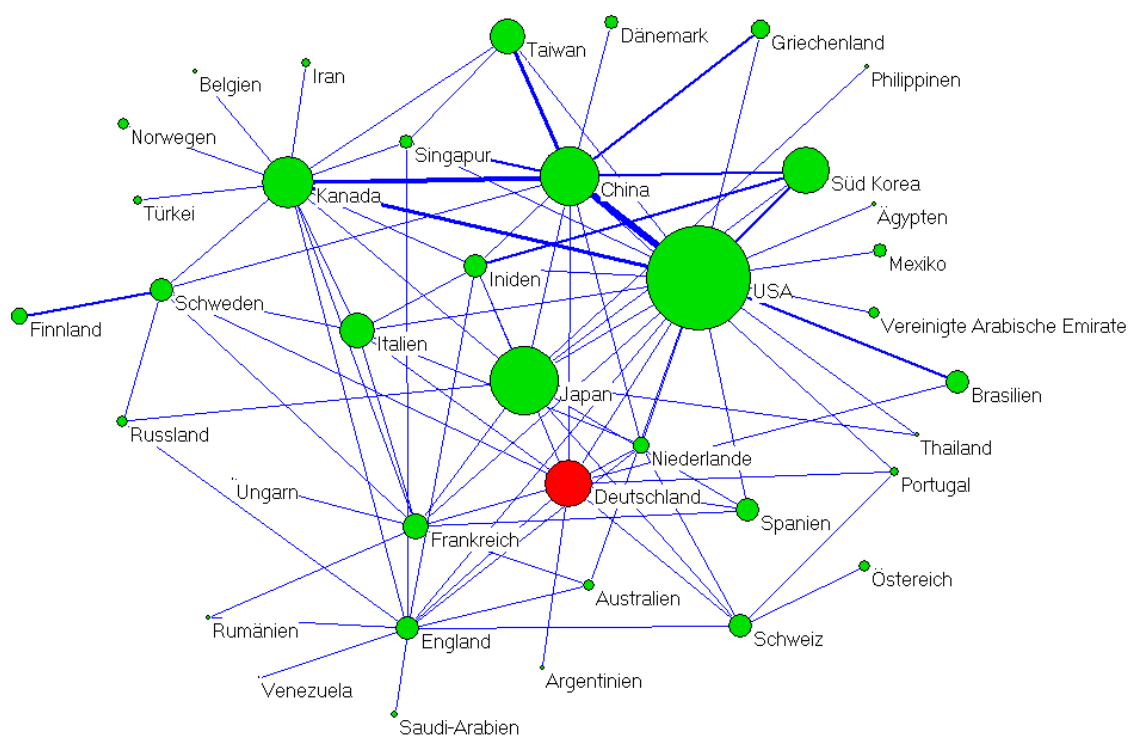 Taiwan
Dänemark
Griechenland
Philippinen
Belgien
Iran
Norwegen
Singapur
Kanada
China
Süd Korea
Türkei
Ägypten
Mexiko
Iniden
USA
Schweden
Finnland
Italien
Vereinigte Arabische Emirate
Japan
Brasilien
Russland
Thailand
Niederlande
Portugal
Ungarn
Deutschland
Spanien
Frankreich
Östereich
Australien
Rumänien
England
Schweiz
Argentinien
Venezuela
Saudi-Arabien